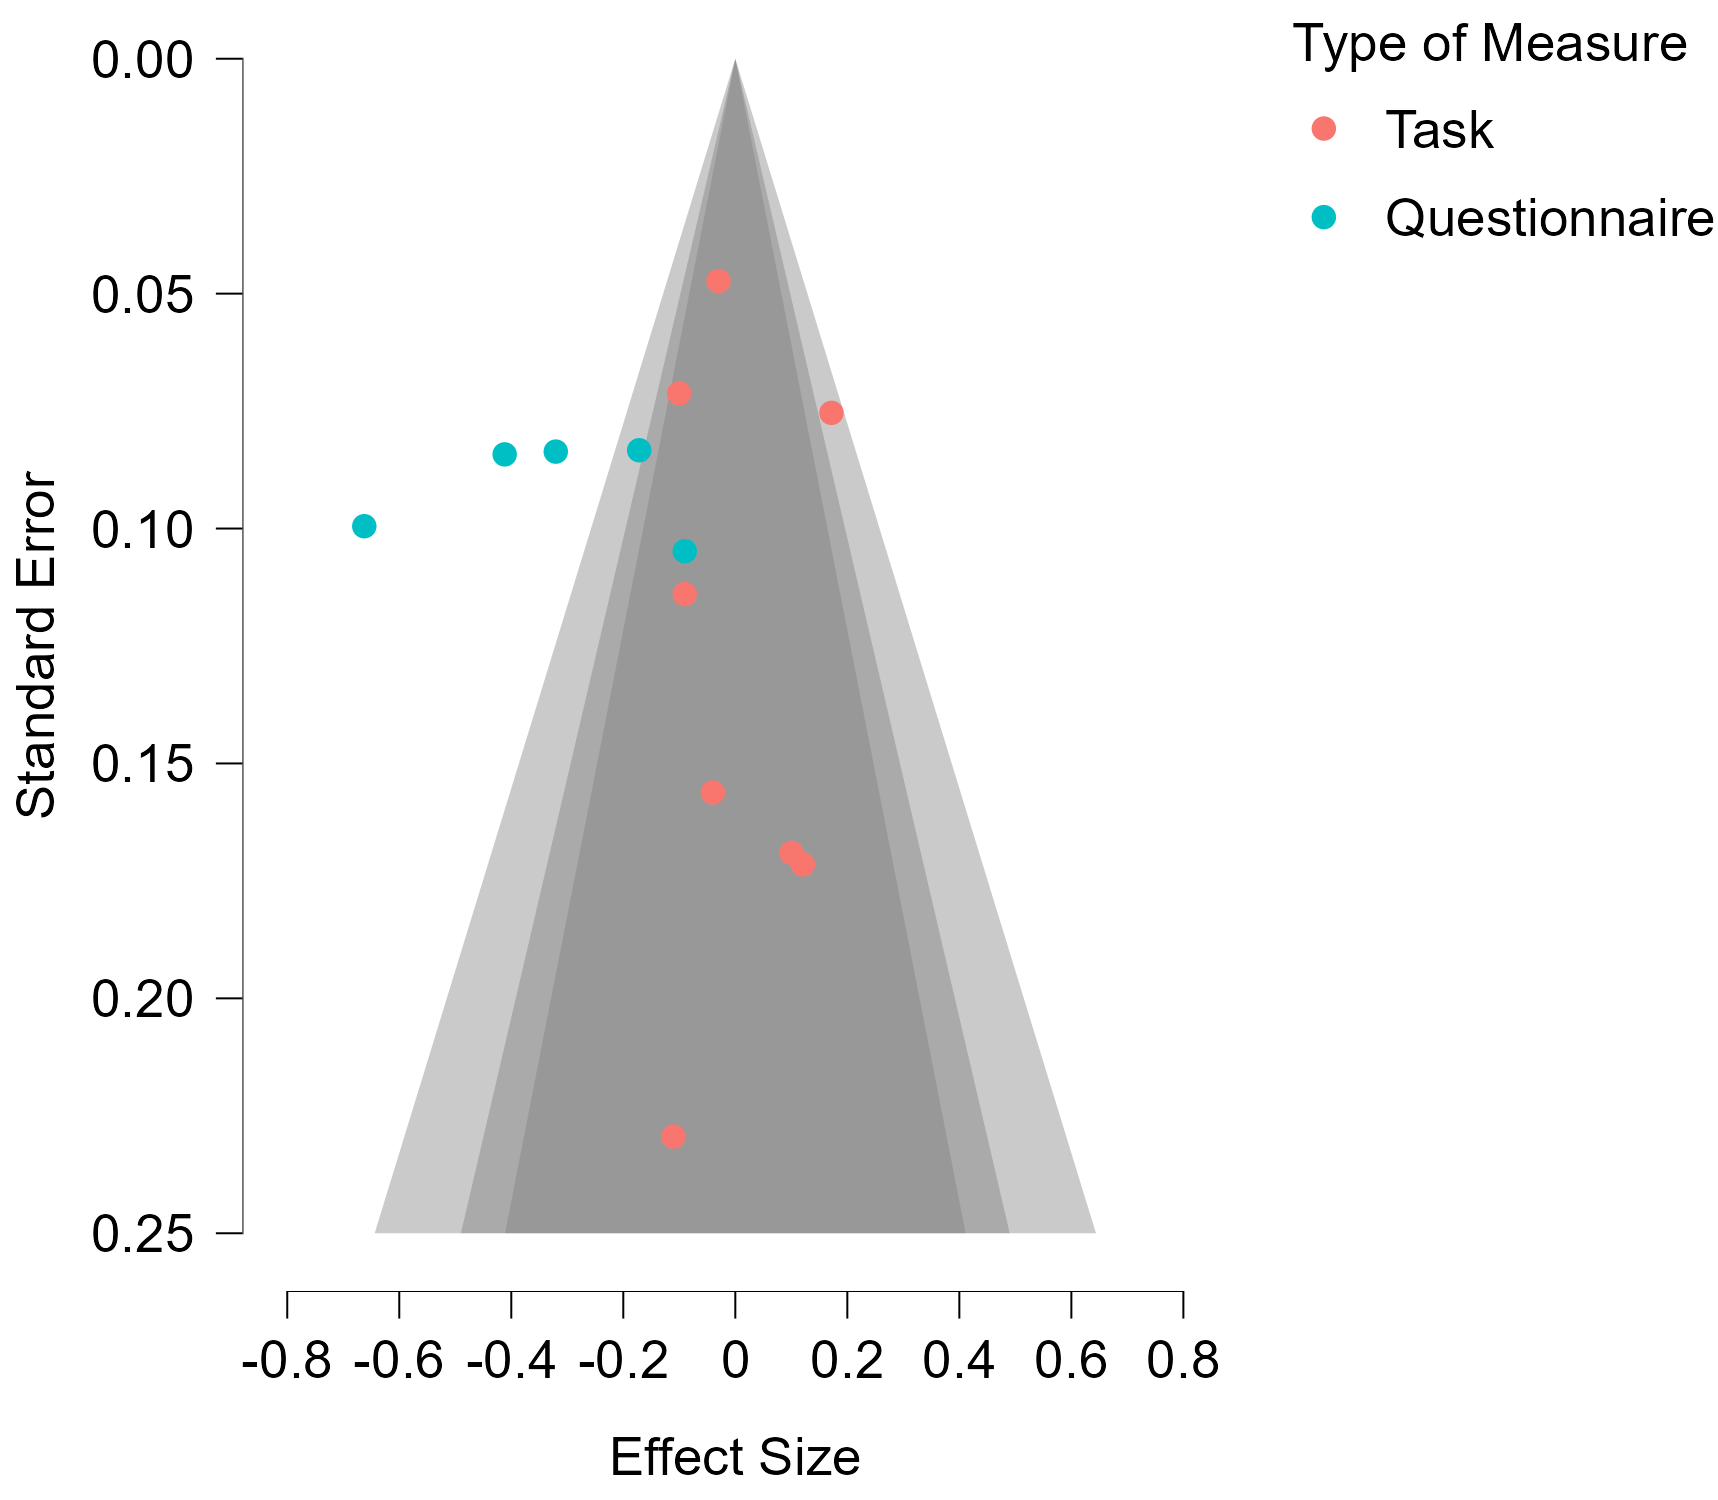 Type of Measure
Task
Questionnaire
Standard Error
0.00
0.05
0.10
0.15
0.20
0.25
-0.8 -0.6 -0.4 -0.2 0 0.2 0.4 0.6 0.8
Effect Size